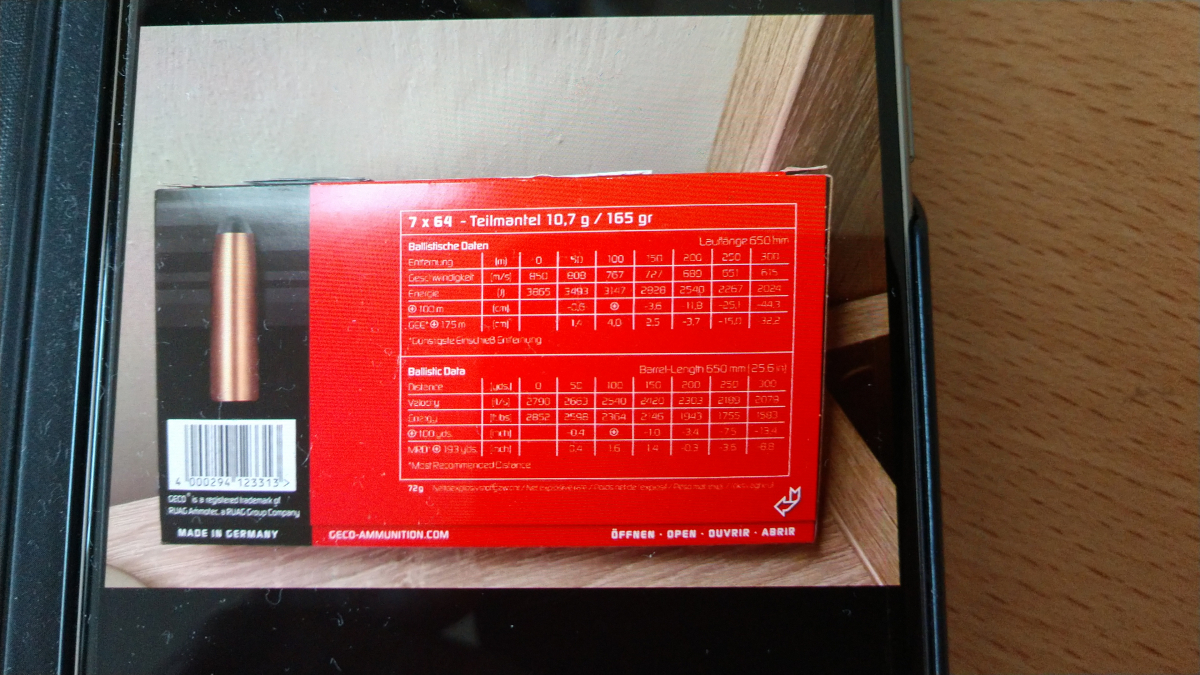 7 x 64 - Teilmantel 10,7 g / 165 gr
Ballistische Daten Lauflänge 650 mm
Entfernung [m] 0 50 100 150 200 250 300
Geschwindigkeit [m/s] 850 808 767 727 689 651 615
Energie [J] 3865 3493 3147 2828 2540 2267 2024
⊕ 100 m [cm] -0,6 ⊕ -3,6 -44,3
GEE* ⊕ 175 m [cm] 1,4 4,0 2,5 -3,7 -15,0
*Günstigste Einschieß Entfernung
Ballistic Data Barrel-Length 650 mm (25.6 in)
Distance [yds.] 0 50 100 150 200 250 300
Velocity [ft/s] 2790 2663 2540 2420 2303 2189 2079
Energy [ft.lbs] 2852 2598 2364 2146 1943 1755 1583
⊕ 100 yds. [inch] -0.4 ⊕ -1.0 -3.4 -7.5 -13.4
MRD* ⊕ 193 yds. [inch] 0.4 1.6 1.4 -0.3 -3.6 -8.8
*Most Recommended Distance
72g
4 000294 123313 >
GECO® is a registered trademark of
RUAG Ammotec, a RUAG Group Company
MADE IN GERMANY
GECO-AMMUNITION.COM
ÖFFNEN · OPEN · OUVRIR · ABRIR